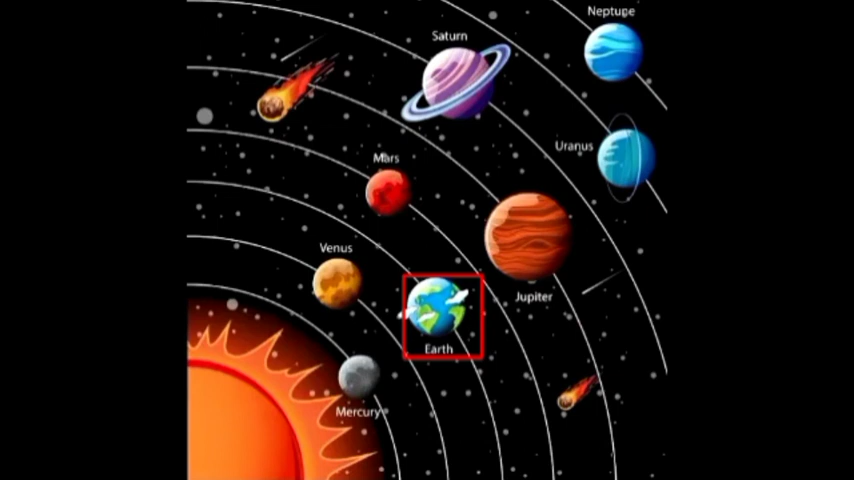 Neptune
Saturn
Uranus
Mars
Venus
Jupiter
Earth
Mercury